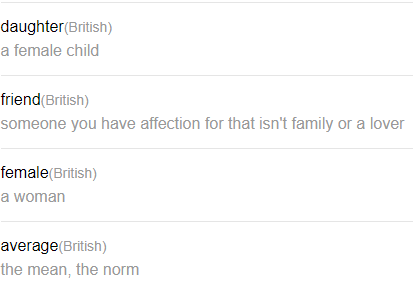 daughter(British)
a female child
friend(British)
someone you have affection for that isn't family or a lover
female(British)
a woman
average(British)
the mean, the norm